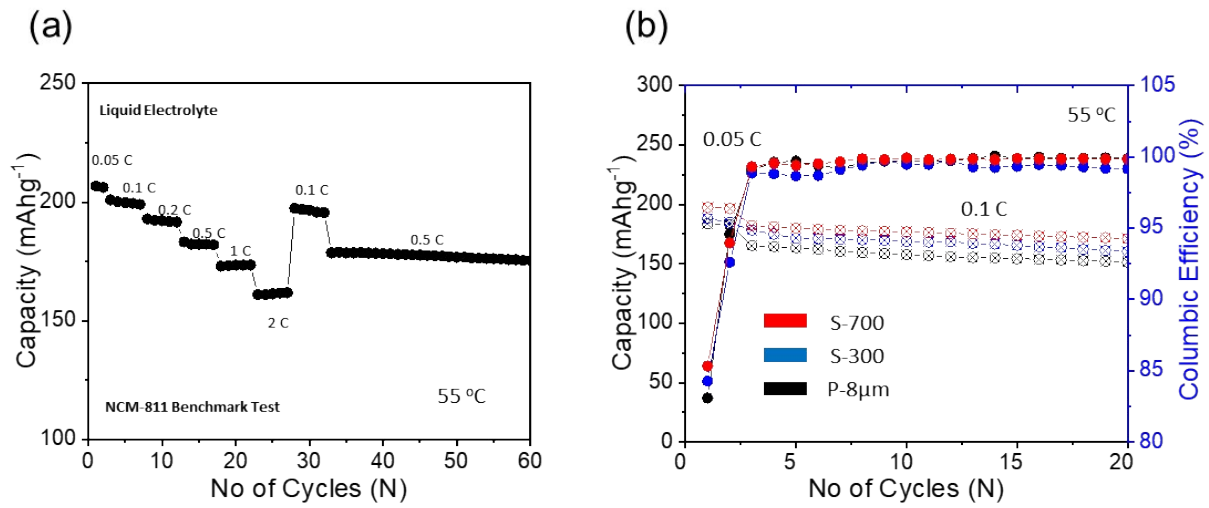 (a)
250
200
150
100
Capacity (mAhg⁻¹)
Liquid Electrolyte
0.05 C
0.1 C
0.2 C
0.5 C
1 C
2 C
0.1 C
0.5 C
NCM-811 Benchmark Test
55 ᵒC
0 10 20 30 40 50 60
No of Cycles (N)
(b)
300
250
200
150
100
50
0
Capacity (mAhg⁻¹)
0.05 C
55 ᵒC
0.1 C
S-700
S-300
P-8μm
105
100
95
90
85
80
Columbic Efficiency (%)
0 5 10 15 20
No of Cycles (N)